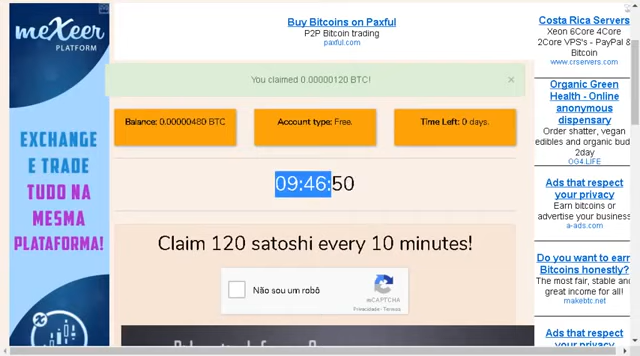 meXeer
PLATFORM
EXCHANGE
E TRADE
TUDO NA
MESMA
PLATAFORMA!
Buy Bitcoins on Paxful
P2P Bitcoin trading
paxful.com
You claimed 0.00000120 BTC!
×
Balance: 0.00000480 BTC
Account type: Free.
Time Left: 0 days.
09:46:50
Claim 120 satoshi every 10 minutes!
Não sou um robô
reCAPTCHA
Privacidade - Termos
Costa Rica Servers
Xeon 6Core 4Core
2Core VPS's - PayPal &
Bitcoin
www.crservers.com
Organic Green
Health - Online
anonymous
dispensary
Order shatter, vegan
edibles and organic bud
2day
OG4.LIFE
Ads that respect
your privacy
Earn bitcoins or
advertise your business
a-ads.com
Do you want to earn
Bitcoins honestly?
The most fair, stable and
great income for all!
makebtc.net
Ads that respect
your privacy